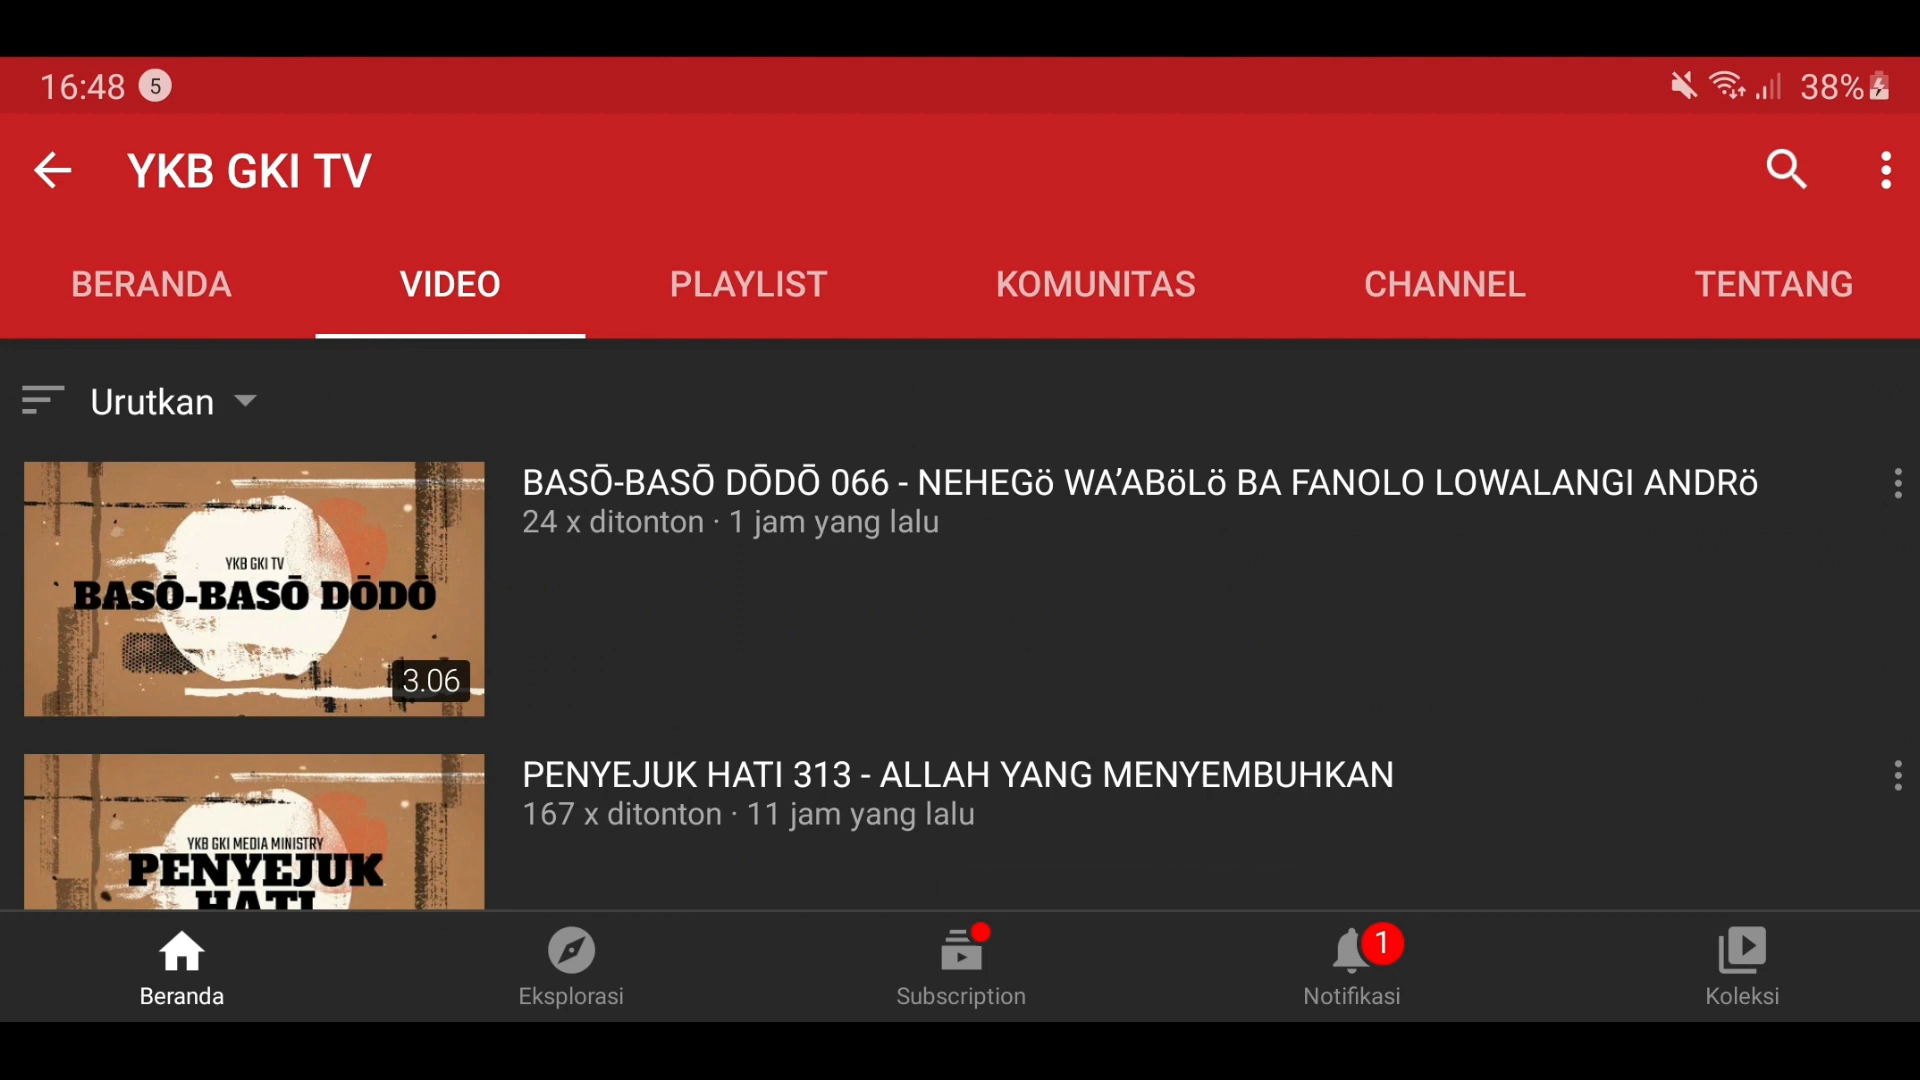 16:48 5 38%
YKB GKI TV
BERANDA VIDEO PLAYLIST KOMUNITAS CHANNEL TENTANG
Urutkan
BASŌ-BASŌ DŌDŌ 066 - NEHEGö WA’ABöLö BA FANOLO LOWALANGI ANDRö
24 x ditonton · 1 jam yang lalu
YKB GKI TV
BASŌ-BASŌ DŌDŌ
3.06
PENYEJUK HATI 313 - ALLAH YANG MENYEMBUHKAN
167 x ditonton · 11 jam yang lalu
YKB GKI MEDIA MINISTRY
PENYEJUK
HATI
1
Beranda Eksplorasi Subscription Notifikasi Koleksi